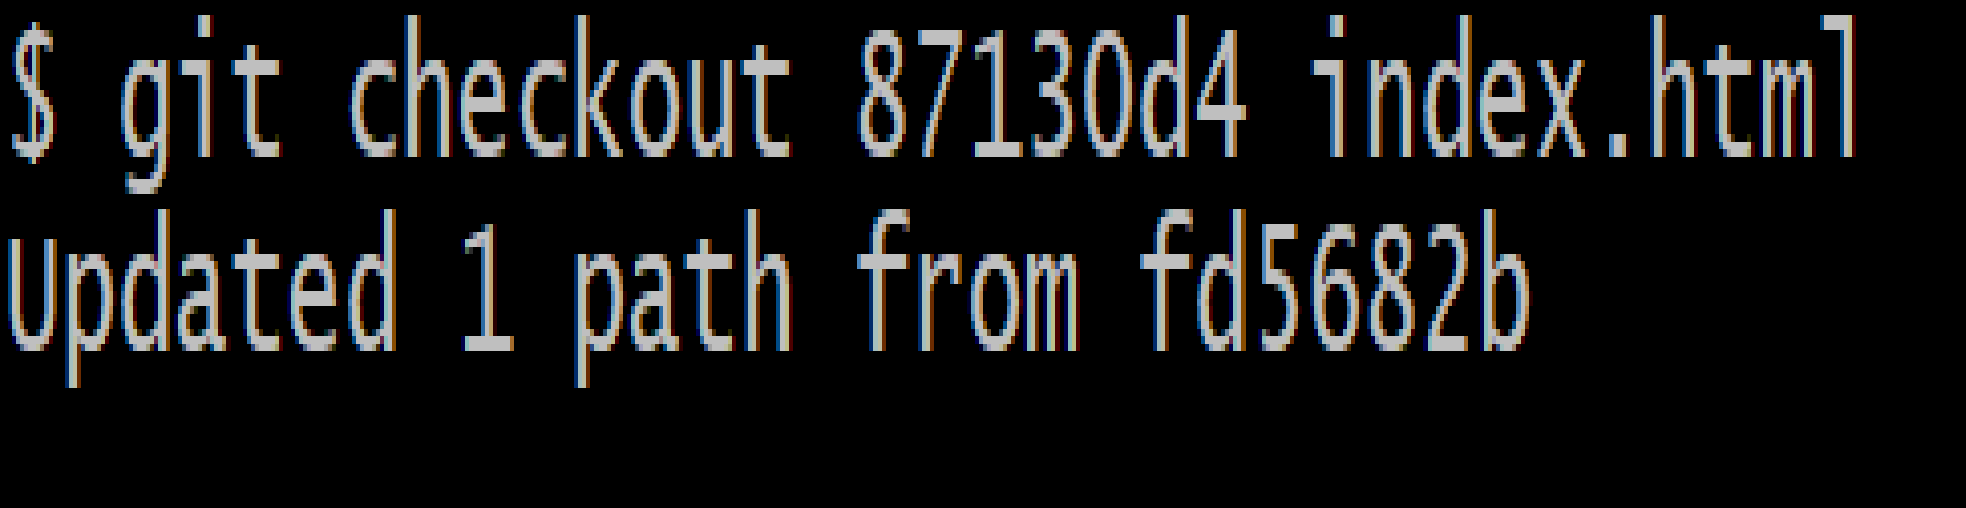 $ git checkout 87130d4 index.html
Updated 1 path from fd5682b